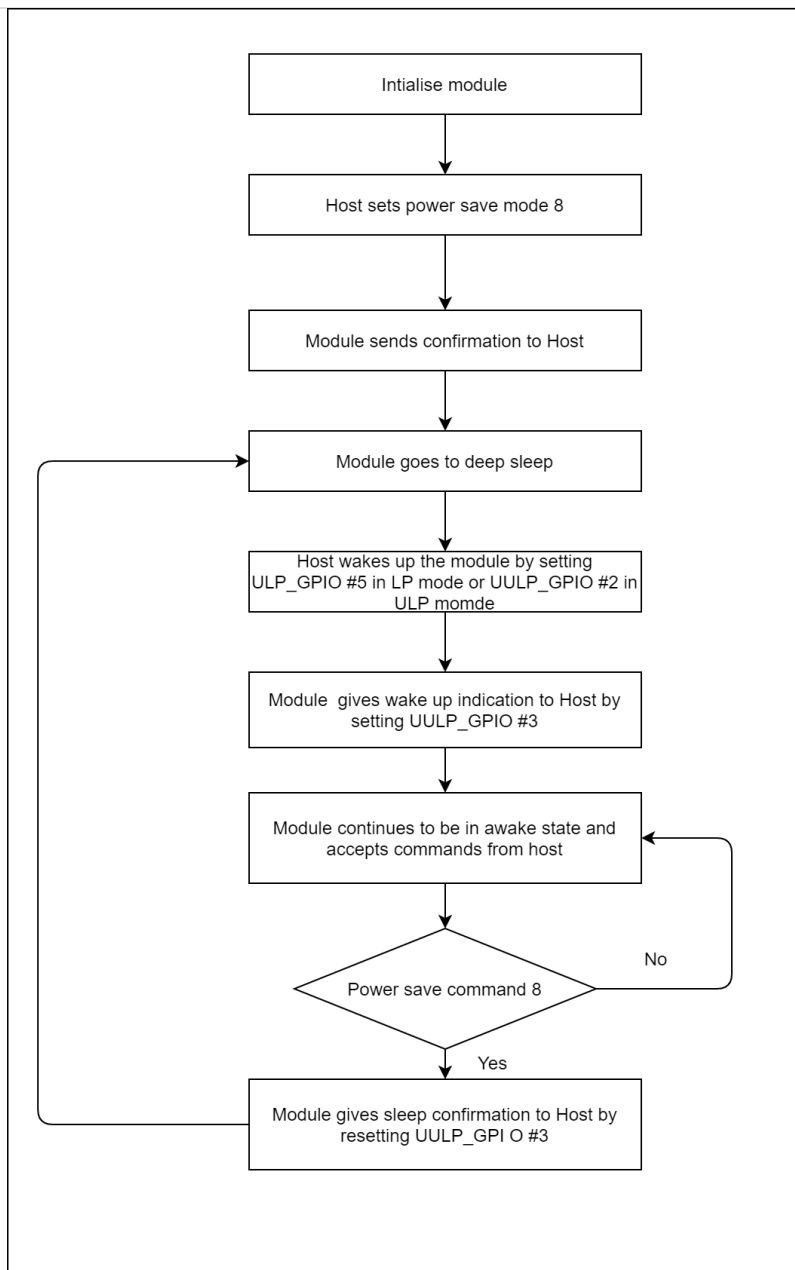 Intialise module
Host sets power save mode 8
Module sends confirmation to Host
Module goes to deep sleep
Host wakes up the module by setting
ULP_GPIO #5 in LP mode or UULP_GPIO #2 in
ULP momde
Module  gives wake up indication to Host by
setting UULP_GPIO #3
Module continues to be in awake state and
accepts commands from host
Power save command 8
No
Yes
Module gives sleep confirmation to Host by
resetting UULP_GPI O #3